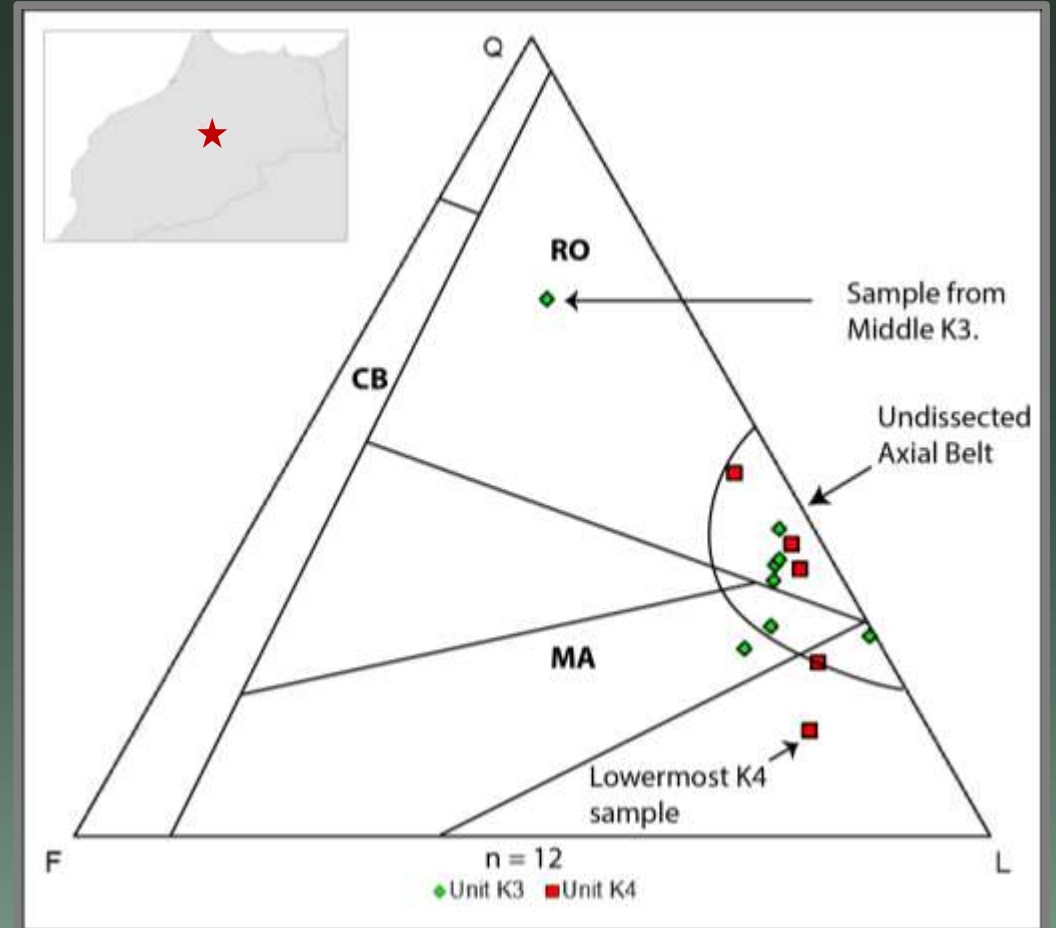 Q
RO
Sample from
Middle K3.
CB
Undissected
Axial Belt
MA
Lowermost K4
sample
F
L
n = 12
Unit K3 Unit K4